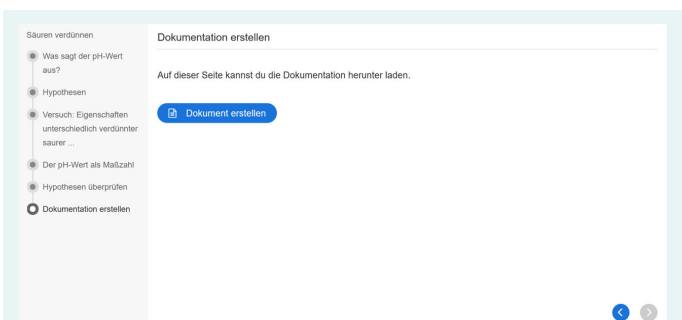 Säuren verdünnen
Was sagt der pH-Wert
aus?
Hypothesen
Versuch: Eigenschaften
unterschiedlich verdünnter
saurer ...
Der pH-Wert als Maßzahl
Hypothesen überprüfen
Dokumentation erstellen
Dokumentation erstellen
Auf dieser Seite kannst du die Dokumentation herunter laden.
Dokument erstellen